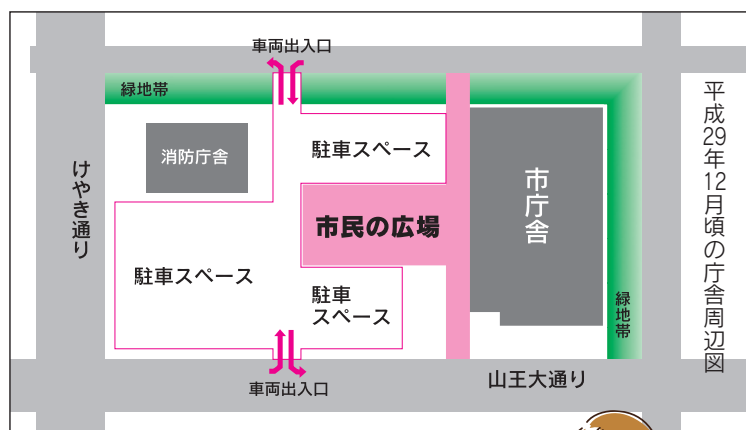 車両出入口
緑地帯
消防庁舎
駐車スペース
けやき通り
市民の広場
市庁舎
駐車スペース
駐車
スペース
緑地帯
車両出入口
山王大通り
平成29年12月頃の庁舎周辺図